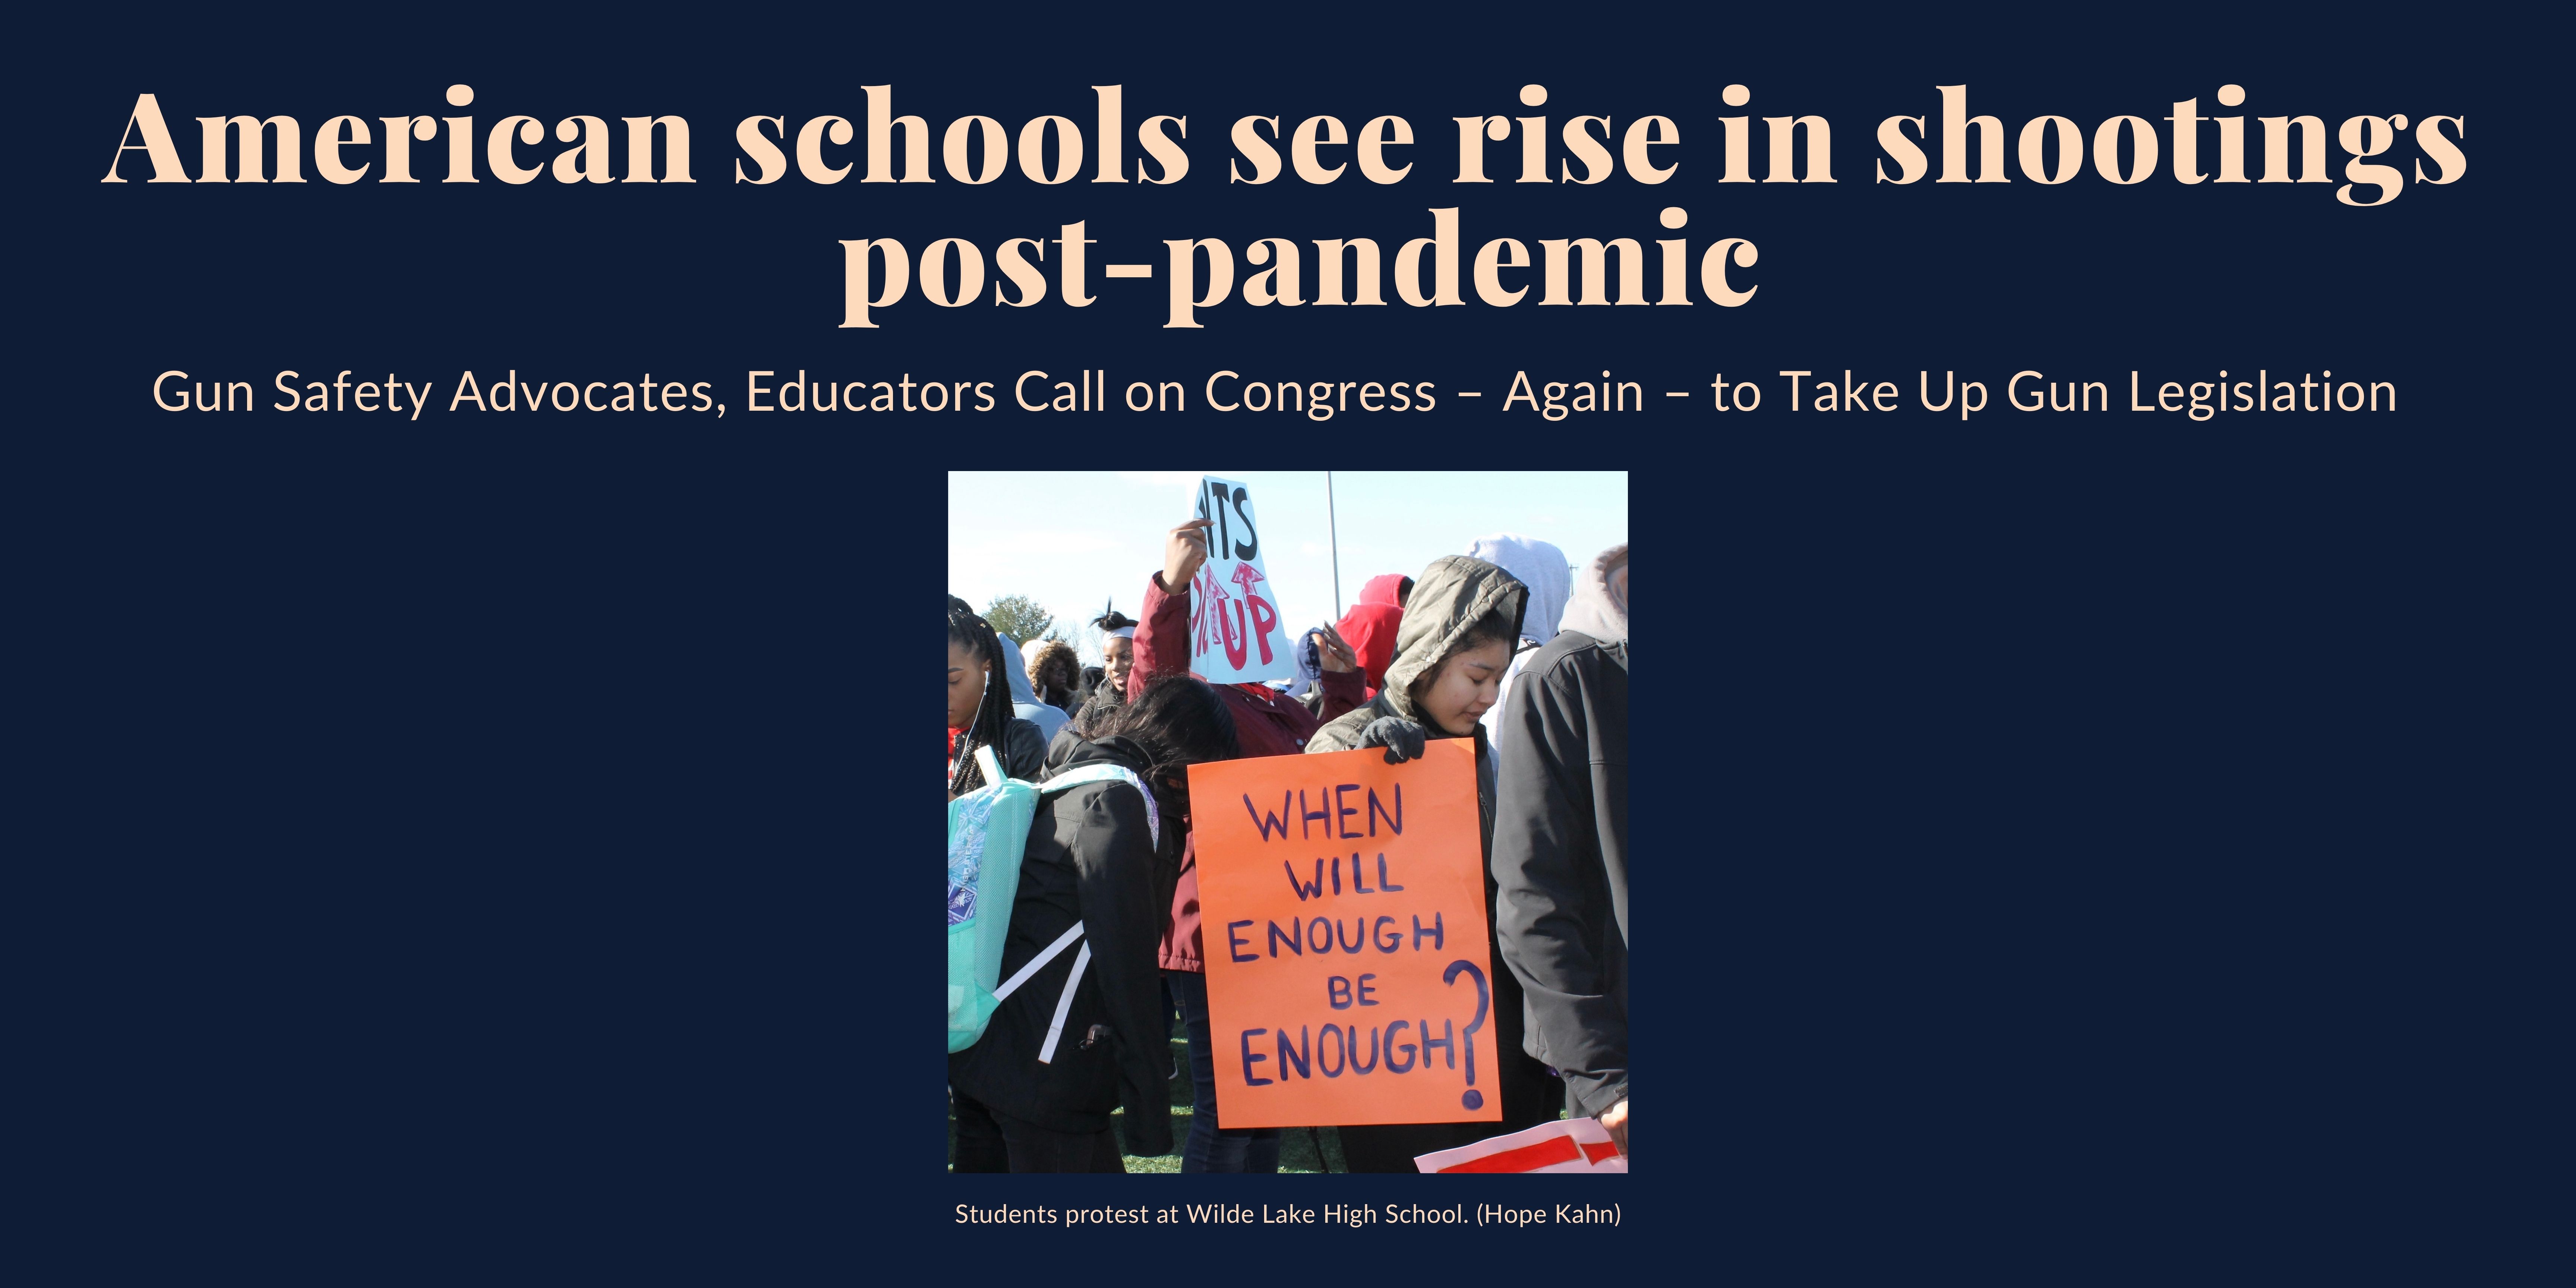 American schools see rise in shootings
post-pandemic
Gun Safety Advocates, Educators Call on Congress – Again – to Take Up Gun Legislation
UP
WHEN
WILL
ENOUGH
BE
ENOUGH?
Students protest at Wilde Lake High School. (Hope Kahn)